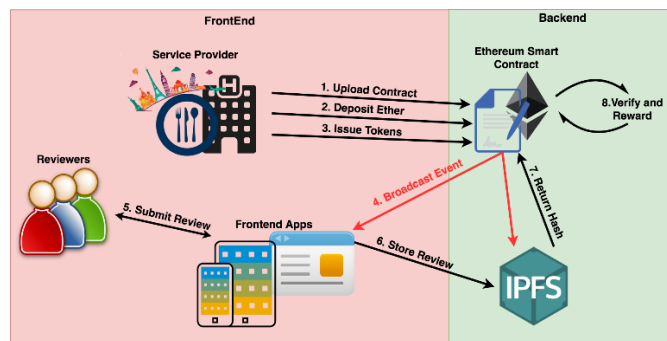 FrontEnd
Backend
Service Provider
Ethereum Smart
Contract
1. Upload Contract
2. Deposit Ether
3. Issue Tokens
8.Verify and
Reward
Reviewers
4. Broadcast Event
7. Return Hash
5. Submit Review
Frontend Apps
6. Store Review
IPFS